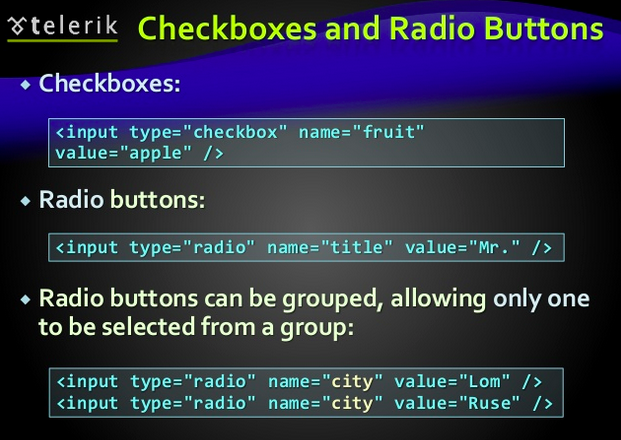 telerik Checkboxes and Radio Buttons
Checkboxes:
<input type="checkbox" name="fruit"
value="apple" />
Radio buttons:
<input type="radio" name="title" value="Mr." />
Radio buttons can be grouped, allowing only one
to be selected from a group:
<input type="radio" name="city" value="Lom" />
<input type="radio" name="city" value="Ruse" />